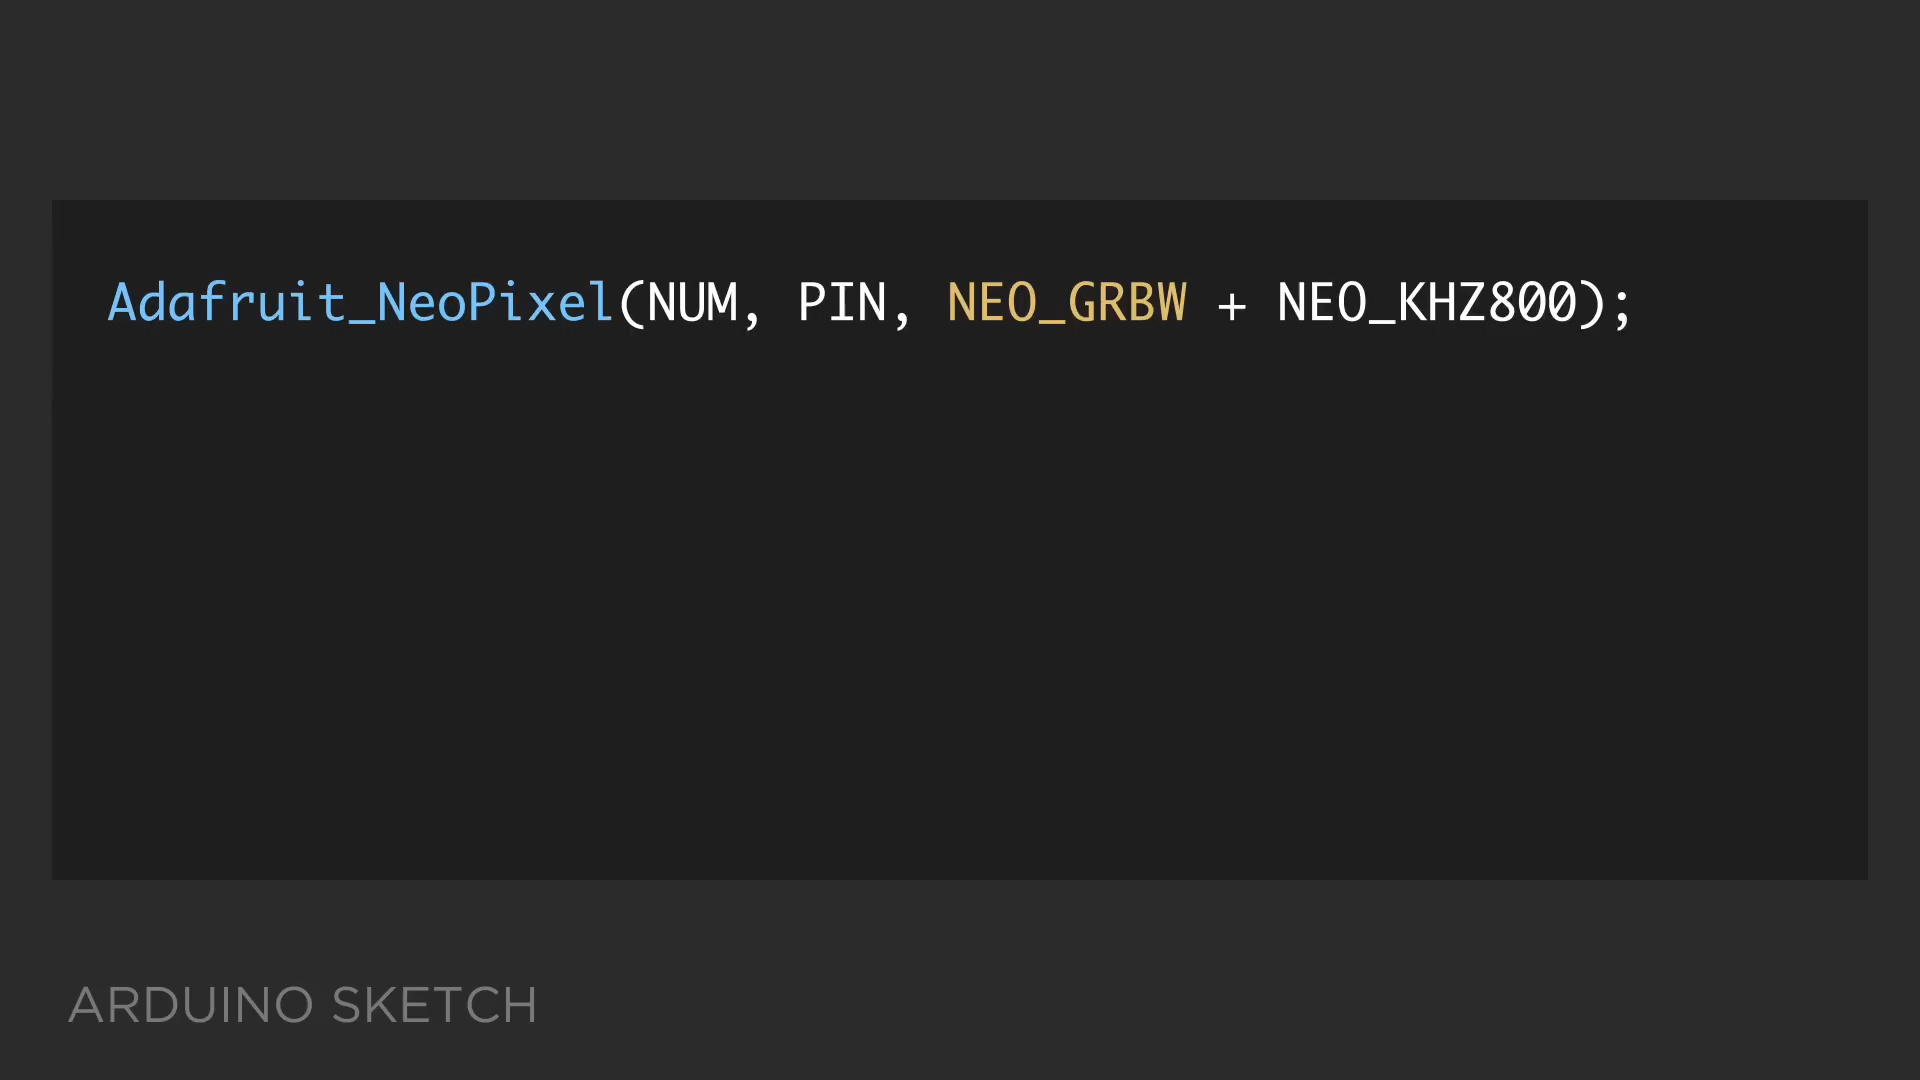 Adafruit_NeoPixel(NUM, PIN, NEO_GRBW + NEO_KHZ800);
ARDUINO SKETCH